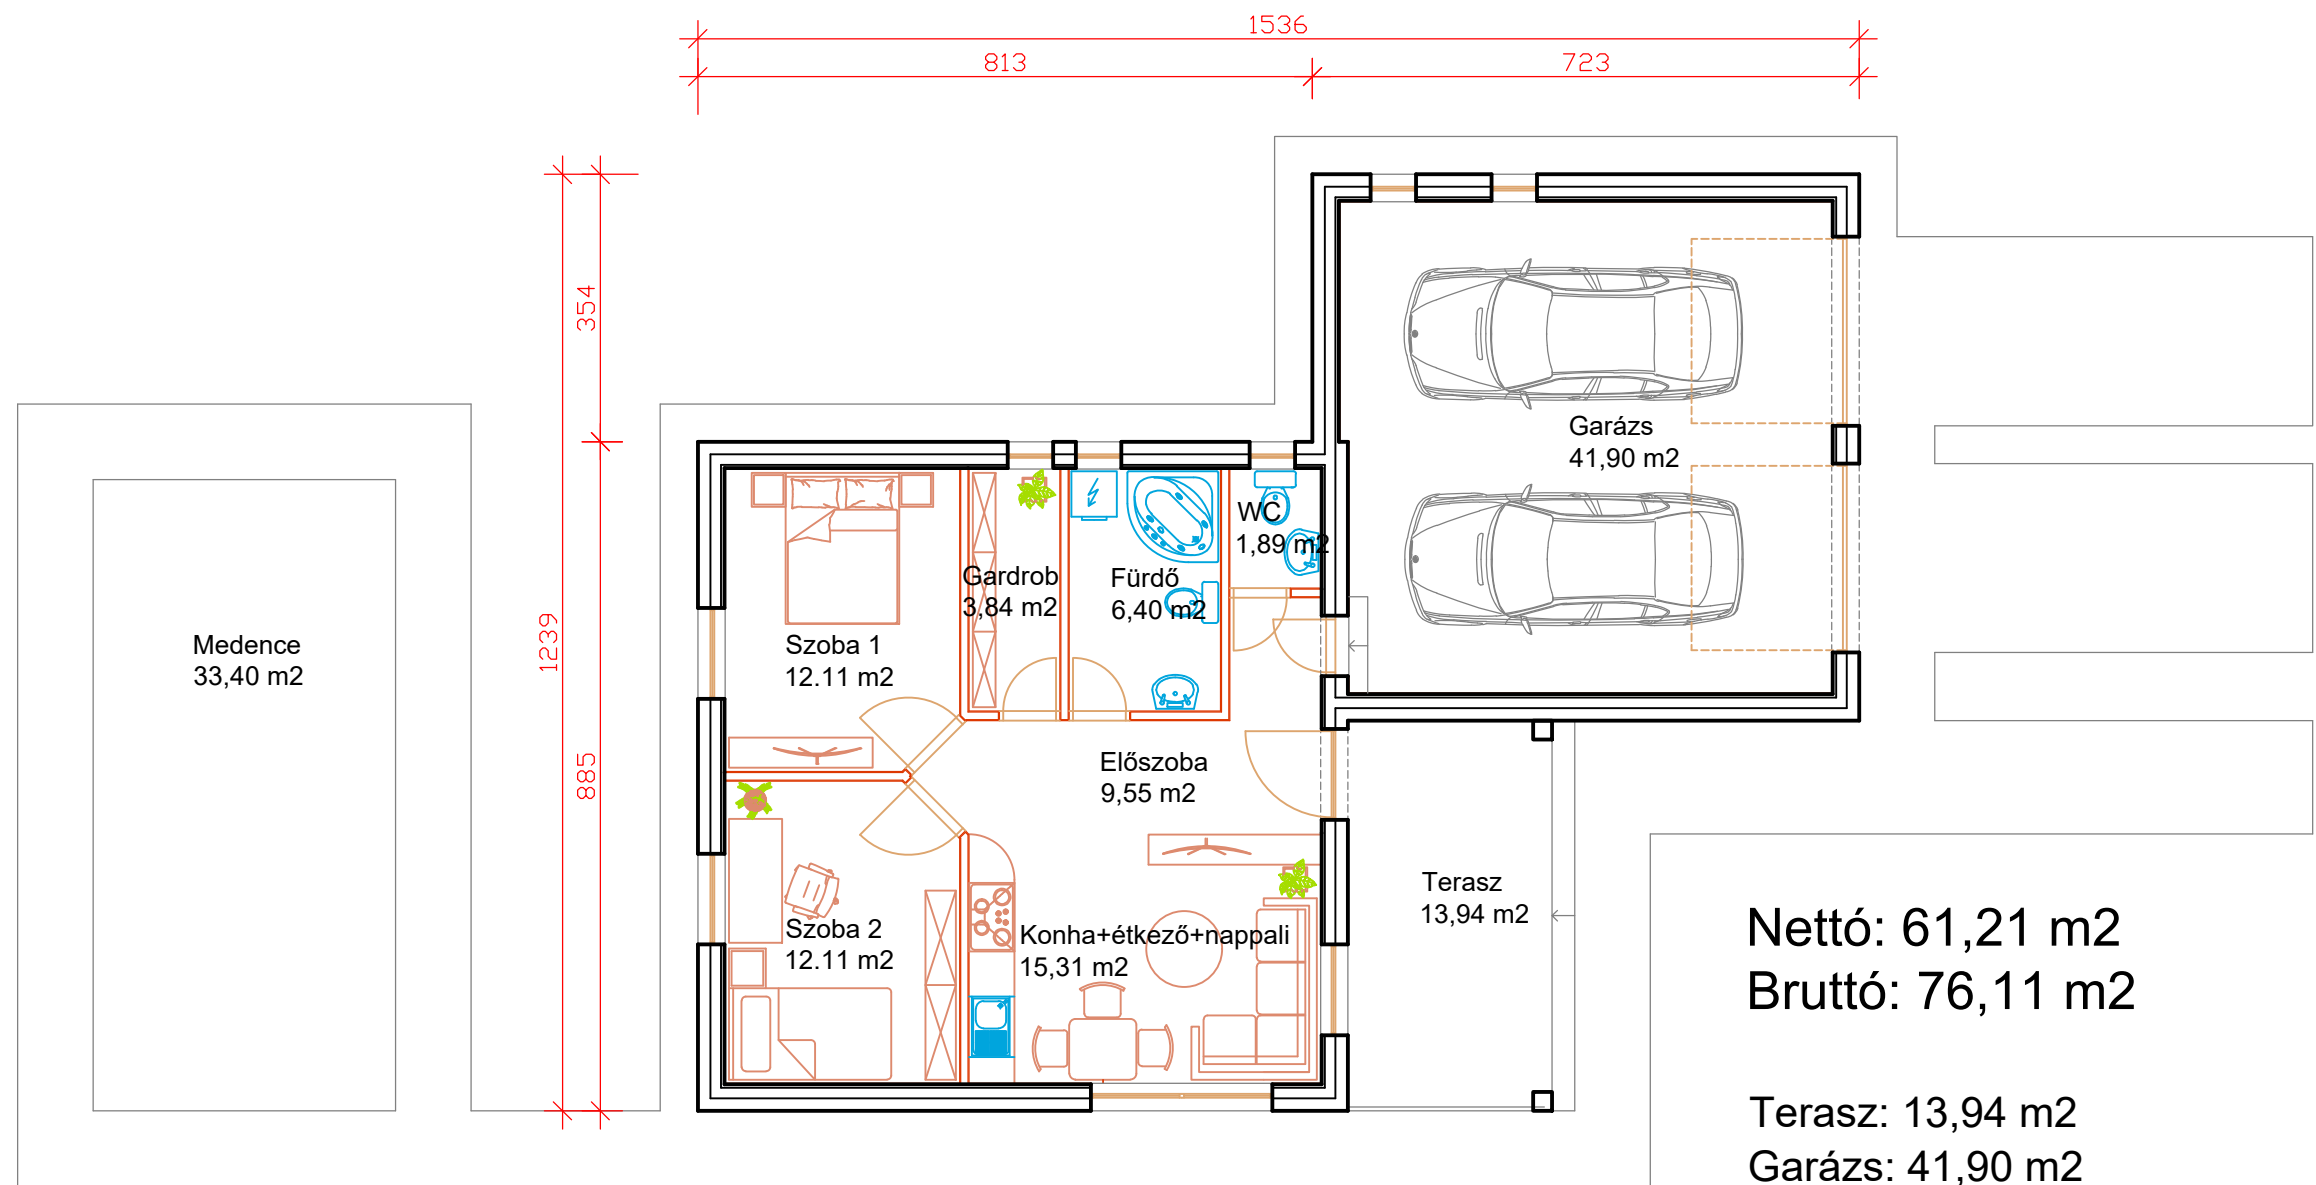 1536
813
723
354
1239
885
Garázs
41,90 m2
WC
1,89 m2
Gardrob
3,84 m2
Fürdő
6,40 m2
Medence
33,40 m2
Szoba 1
12.11 m2
Előszoba
9,55 m2
Terasz
13,94 m2
Szoba 2
12.11 m2
Konha+étkező+nappali
15,31 m2
Nettó: 61,21 m2
Bruttó: 76,11 m2
Terasz: 13,94 m2
Garázs: 41,90 m2